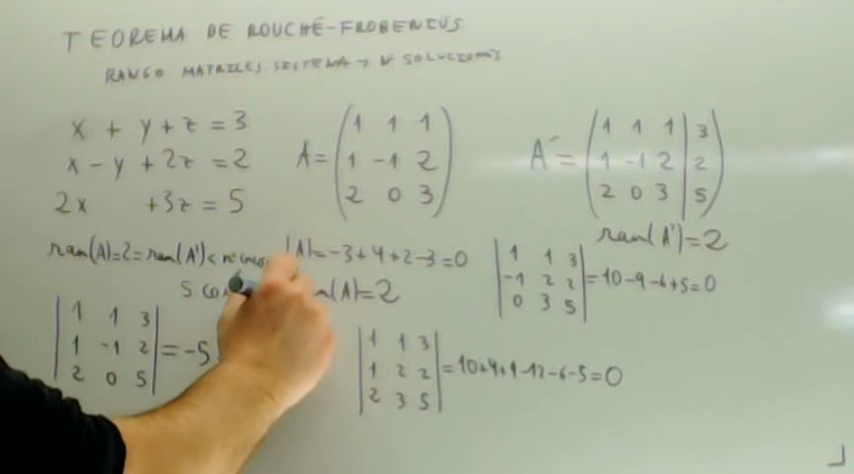 TEOREMA DE ROUCHÉ-FROBENIUS
RANGO MATRICES SISTEMA → Nº SOLUCIONES
x + y + z = 3
x - y + 2z = 2
2x +3z = 5
A =
1 1 1
1 -1 2
2 0 3
A' =
1 1 1 | 3
1 -1 2 | 2
2 0 3 | 5
ran(A')=2
ran(A)=2=ran(A')<
|A|=-3+4+2-3=0
(A)=2
S.
1 1 3
-1 2 2
0 3 5
=10-9-6+5=0
1 1 3
1 -1 2
2 0 5
=-5
1 1 3
1 2 2
2 3 5
=10+4+9-12-6-5=0